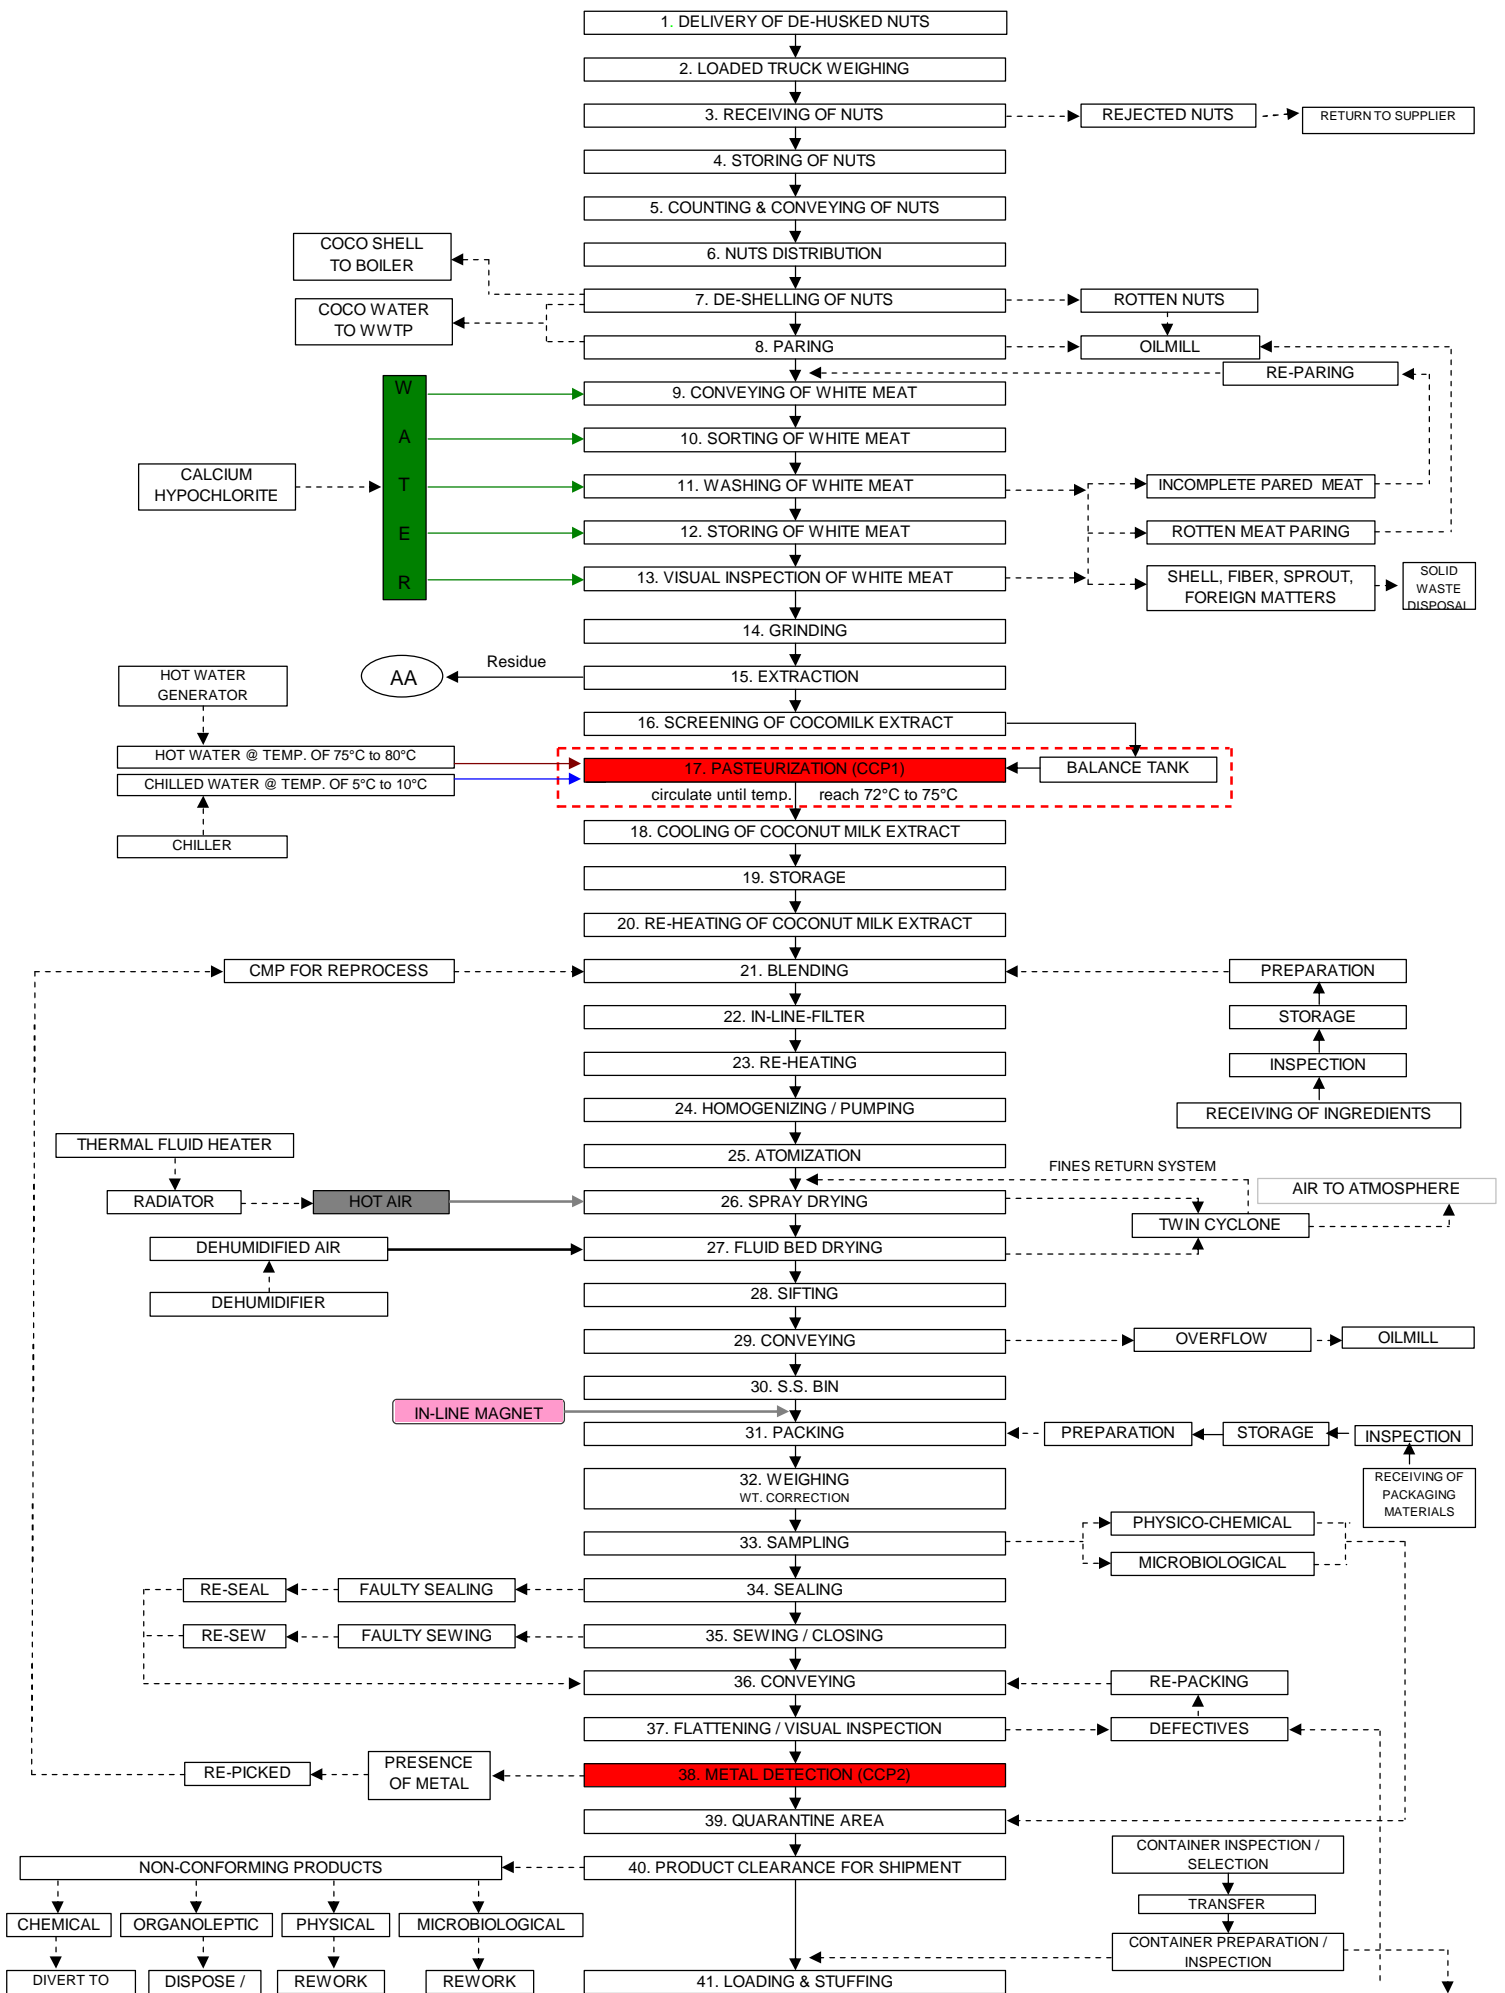 1. DELIVERY OF DE-HUSKED NUTS
2. LOADED TRUCK WEIGHING
3. RECEIVING OF NUTS
REJECTED NUTS
RETURN TO SUPPLIER
4. STORING OF NUTS
5. COUNTING & CONVEYING OF NUTS
COCO SHELL
TO BOILER
6. NUTS DISTRIBUTION
COCO WATER
TO WWTP
7. DE-SHELLING OF NUTS
ROTTEN NUTS
8. PARING
OILMILL
RE-PARING
W
A
T
E
R
9. CONVEYING OF WHITE MEAT
10. SORTING OF WHITE MEAT
CALCIUM
HYPOCHLORITE
11. WASHING OF WHITE MEAT
INCOMPLETE PARED MEAT
12. STORING OF WHITE MEAT
ROTTEN MEAT PARING
13. VISUAL INSPECTION OF WHITE MEAT
SHELL, FIBER, SPROUT,
FOREIGN MATTERS
SOLID
WASTE
DISPOSAL
14. GRINDING
AA
Residue
15. EXTRACTION
HOT WATER
GENERATOR
16. SCREENING OF COCOMILK EXTRACT
HOT WATER @ TEMP. OF 75°C to 80°C
17. PASTEURIZATION (CCP1)
BALANCE TANK
CHILLED WATER @ TEMP. OF 5°C to 10°C
circulate until temp. reach 72°C to 75°C
CHILLER
18. COOLING OF COCONUT MILK EXTRACT
19. STORAGE
20. RE-HEATING OF COCONUT MILK EXTRACT
CMP FOR REPROCESS
21. BLENDING
PREPARATION
22. IN-LINE-FILTER
STORAGE
23. RE-HEATING
INSPECTION
24. HOMOGENIZING / PUMPING
RECEIVING OF INGREDIENTS
THERMAL FLUID HEATER
25. ATOMIZATION
FINES RETURN SYSTEM
RADIATOR
HOT AIR
26. SPRAY DRYING
AIR TO ATMOSPHERE
TWIN CYCLONE
DEHUMIDIFIED AIR
27. FLUID BED DRYING
DEHUMIDIFIER
28. SIFTING
29. CONVEYING
OVERFLOW
OILMILL
30. S.S. BIN
IN-LINE MAGNET
31. PACKING
PREPARATION
STORAGE
INSPECTION
RECEIVING OF
PACKAGING
MATERIALS
32. WEIGHING
WT. CORRECTION
33. SAMPLING
PHYSICO-CHEMICAL
MICROBIOLOGICAL
RE-SEAL
FAULTY SEALING
34. SEALING
RE-SEW
FAULTY SEWING
35. SEWING / CLOSING
36. CONVEYING
RE-PACKING
37. FLATTENING / VISUAL INSPECTION
DEFECTIVES
RE-PICKED
PRESENCE
OF METAL
38. METAL DETECTION (CCP2)
39. QUARANTINE AREA
NON-CONFORMING PRODUCTS
40. PRODUCT CLEARANCE FOR SHIPMENT
CONTAINER INSPECTION /
SELECTION
TRANSFER
CHEMICAL
ORGANOLEPTIC
PHYSICAL
MICROBIOLOGICAL
CONTAINER PREPARATION /
INSPECTION
DIVERT TO
DISPOSE /
REWORK
REWORK
41. LOADING & STUFFING